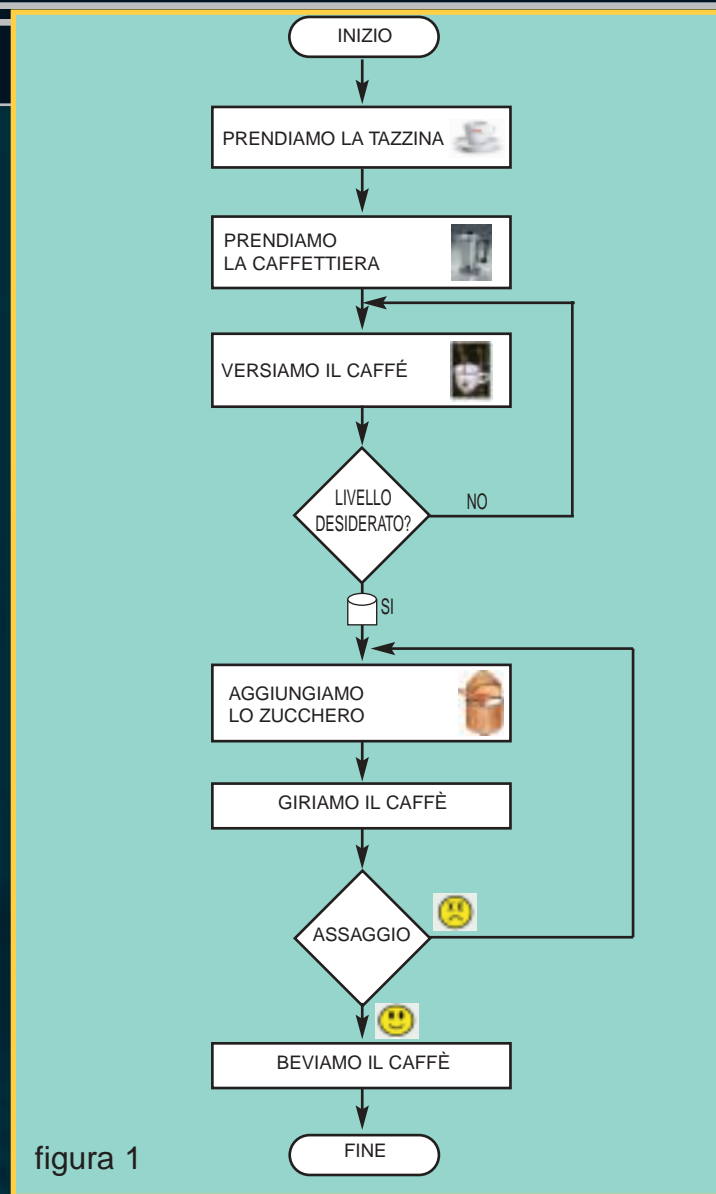 INIZIO
PRENDIAMO LA TAZZINA
PRENDIAMO
LA CAFFETTIERA
VERSIAMO IL CAFFÉ
LIVELLO
DESIDERATO?
NO
SI
AGGIUNGIAMO
LO ZUCCHERO
GIRIAMO IL CAFFÈ
ASSAGGIO
BEVIAMO IL CAFFÈ
FINE
figura 1